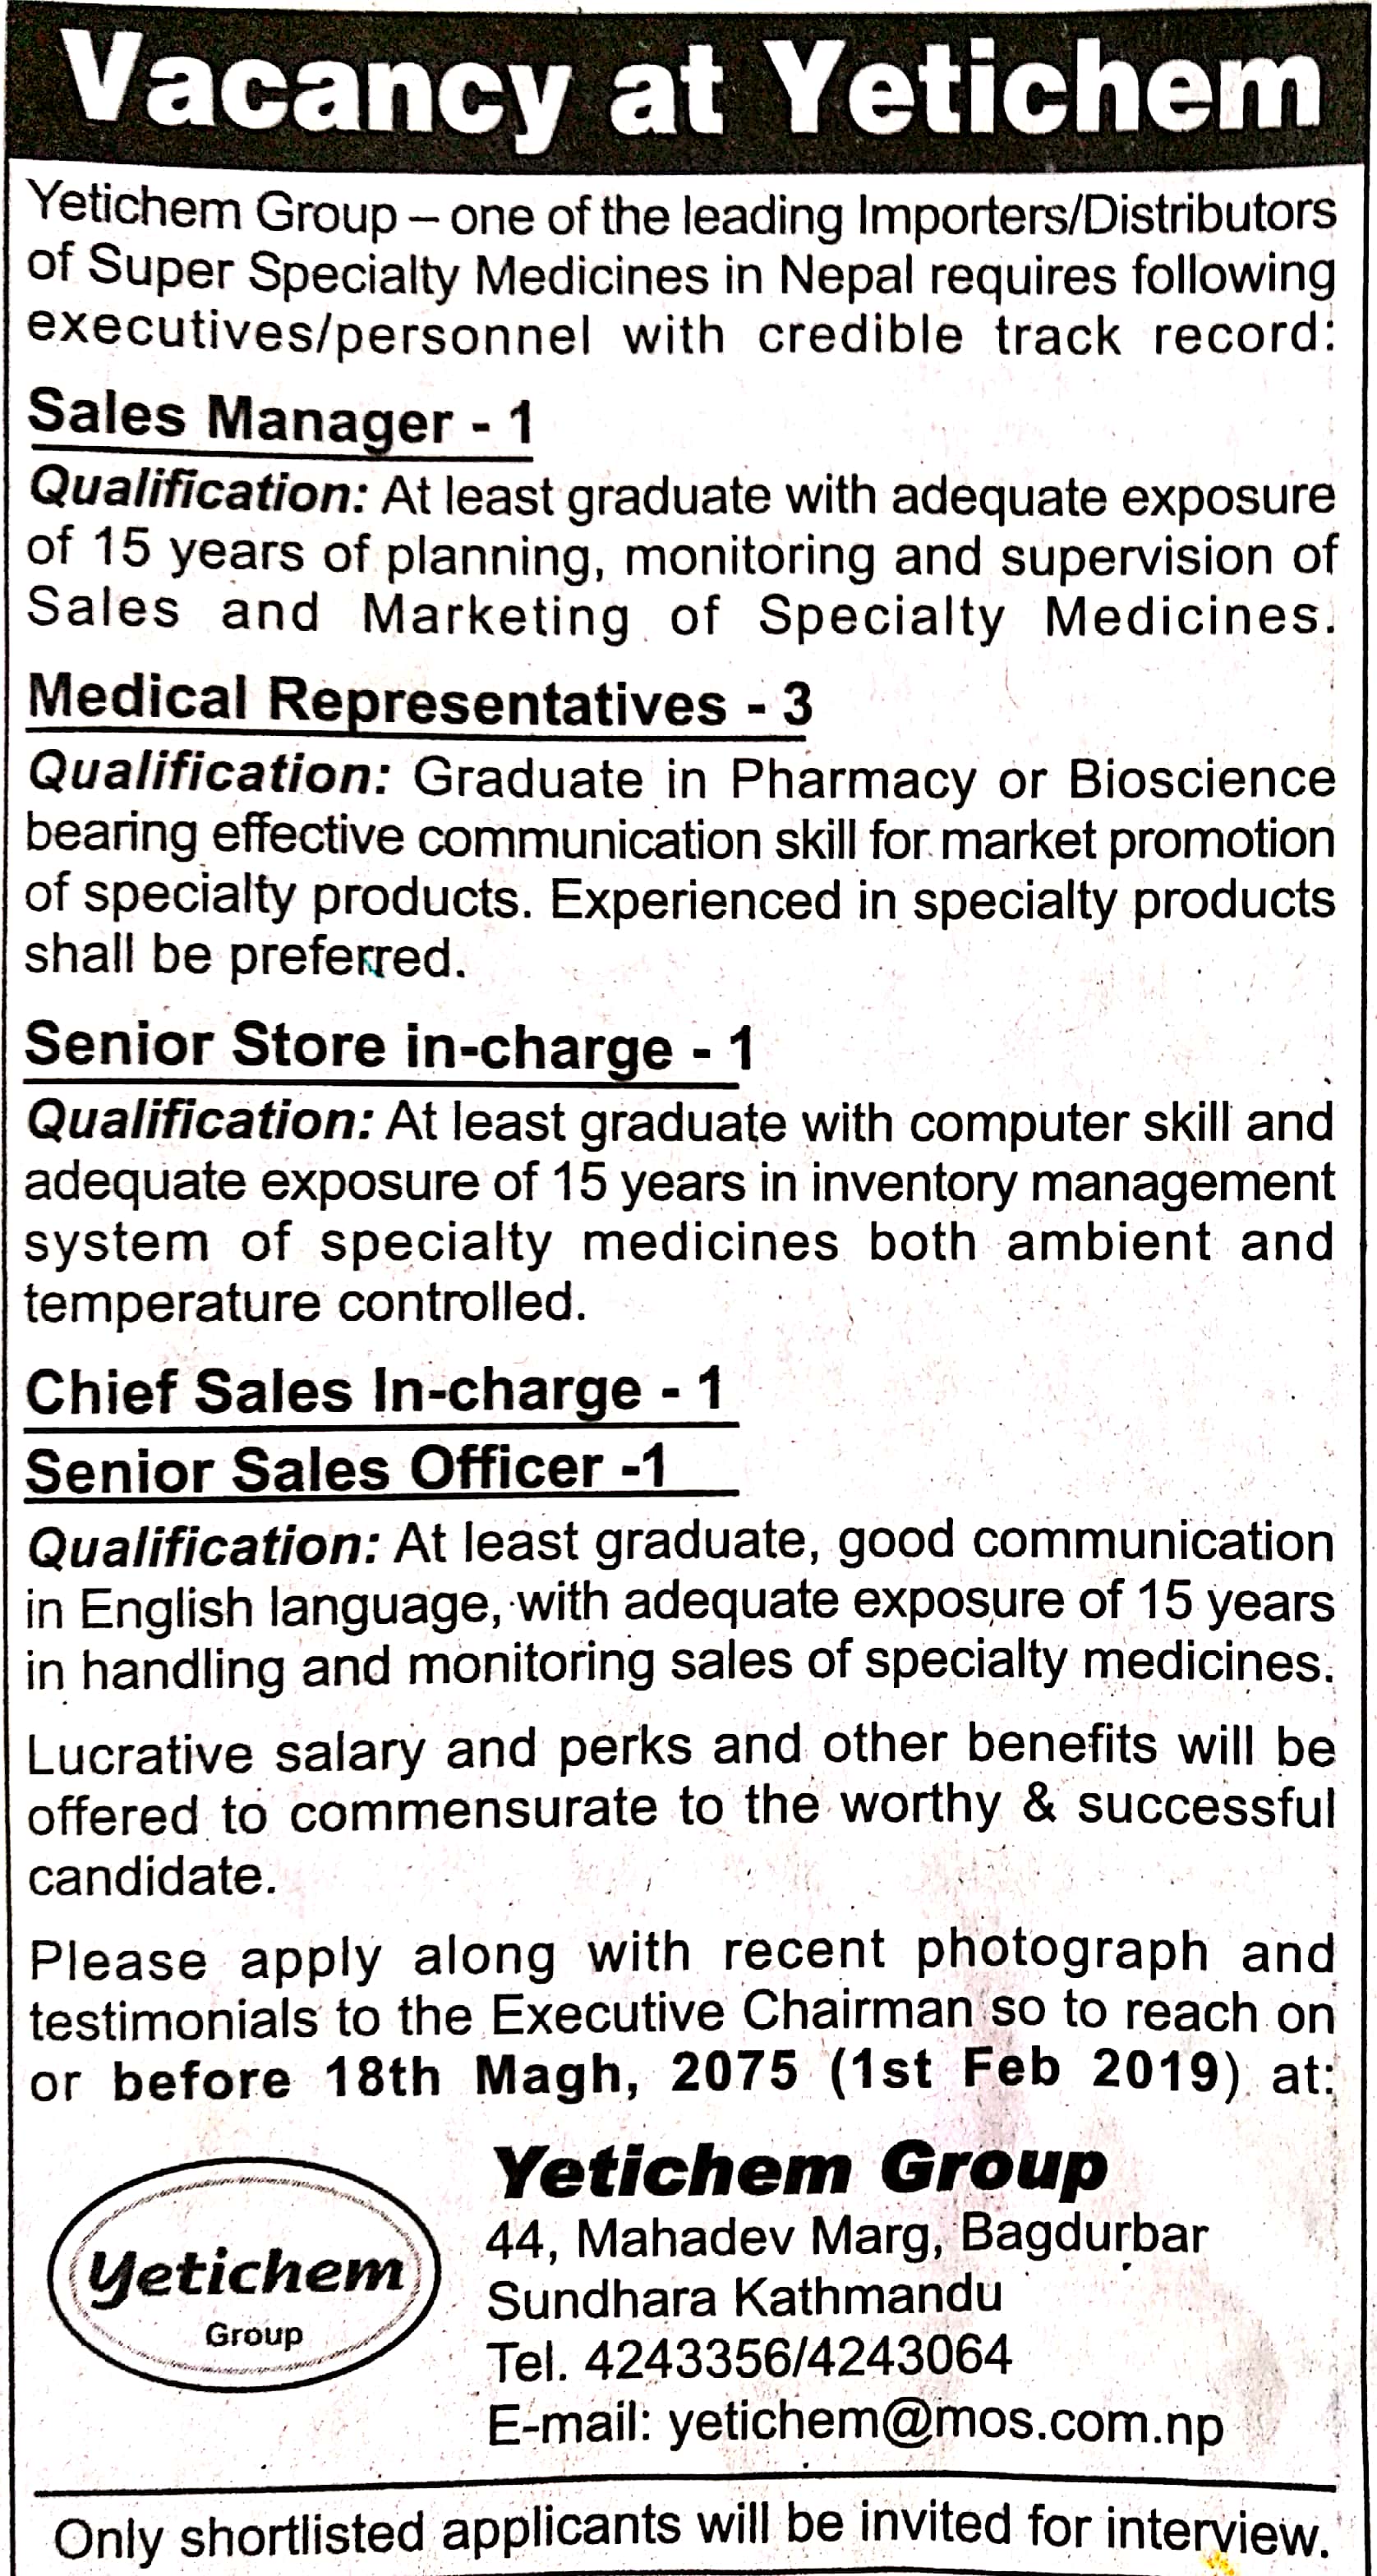 Vacancy at Yetichem
Yetichem Group – one of the leading Importers/Distributors
of Super Specialty Medicines in Nepal requires following
executives/personnel with credible track record:
Sales Manager - 1
Qualification: At least graduate with adequate exposure
of 15 years of planning, monitoring and supervision of
Sales and Marketing of Specialty Medicines.
Medical Representatives - 3
Qualification: Graduate in Pharmacy or Bioscience
bearing effective communication skill for market promotion
of specialty products. Experienced in specialty products
shall be preferred.
Senior Store in-charge - 1
Qualification: At least graduate with computer skill and
adequate exposure of 15 years in inventory management
system of specialty medicines both ambient and
temperature controlled.
Chief Sales In-charge - 1
Senior Sales Officer -1
Qualification: At least graduate, good communication
in English language, with adequate exposure of 15 years
in handling and monitoring sales of specialty medicines.
Lucrative salary and perks and other benefits will be
offered to commensurate to the worthy & successful
candidate.
Please apply along with recent photograph and
testimonials to the Executive Chairman so to reach on
or before 18th Magh, 2075 (1st Feb 2019) at:
Yetichem
Group
Yetichem Group
44, Mahadev Marg, Bagdurbar
Sundhara Kathmandu
Tel. 4243356/4243064
E-mail: yetichem@mos.com.np
Only shortlisted applicants will be invited for interview.